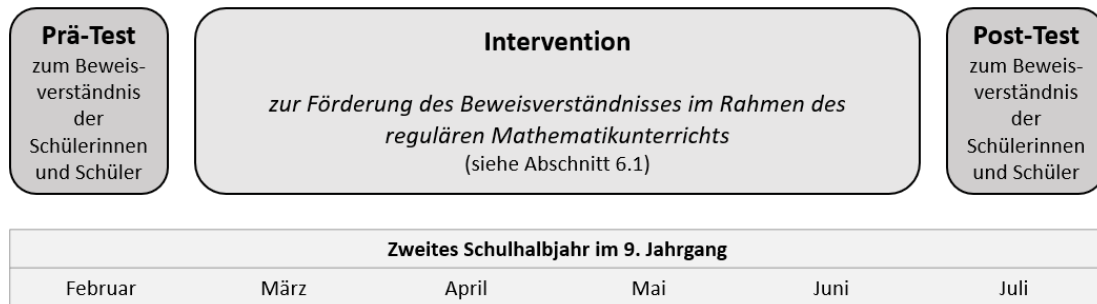 Prä-Test
zum Beweis-
verständnis
der
Schülerinnen
und Schüler
Intervention
zur Förderung des Beweisverständnisses im Rahmen des
regulären Mathematikunterrichts
(siehe Abschnitt 6.1)
Post-Test
zum Beweis-
verständnis
der
Schülerinnen
und Schüler
Zweites Schulhalbjahr im 9. Jahrgang
Februar März April Mai Juni Juli